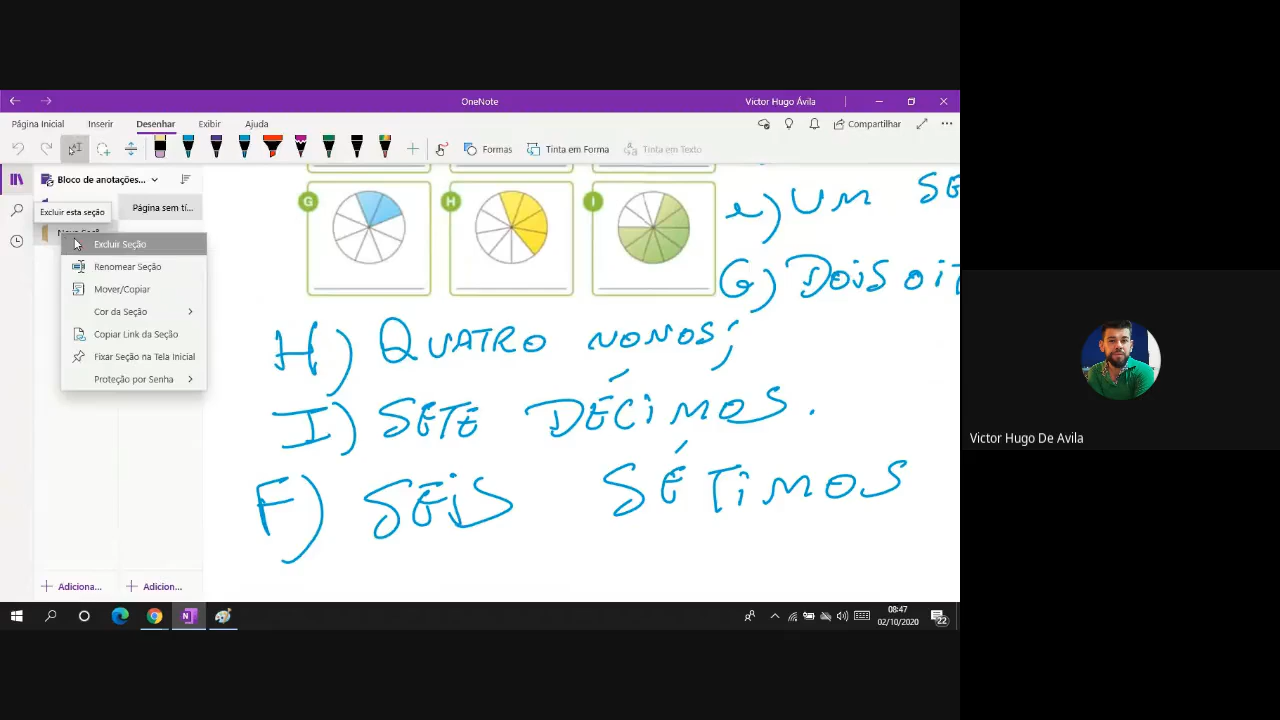 OneNote
Victor Hugo Ávila
Página Inicial Inserir Desenhar Exibir Ajuda
Compartilhar
Formas Tinta em Forma Tinta em Texto
Bloco de anotações...
Página sem tí...
Excluir esta seção
Excluir Seção
Renomear Seção
Mover/Copiar
Cor da Seção
Copiar Link da Seção
Fixar Seção na Tela Inicial
Proteção por Senha
G H I
e) UM SE
G) DOIS OIT
H) QUATRO NONOS;
I) SETE DÉCIMOS.
F) SEIS SÉTIMOS
Adiciona... Adicion...
08:47
02/10/2020
22
Victor Hugo De Avila